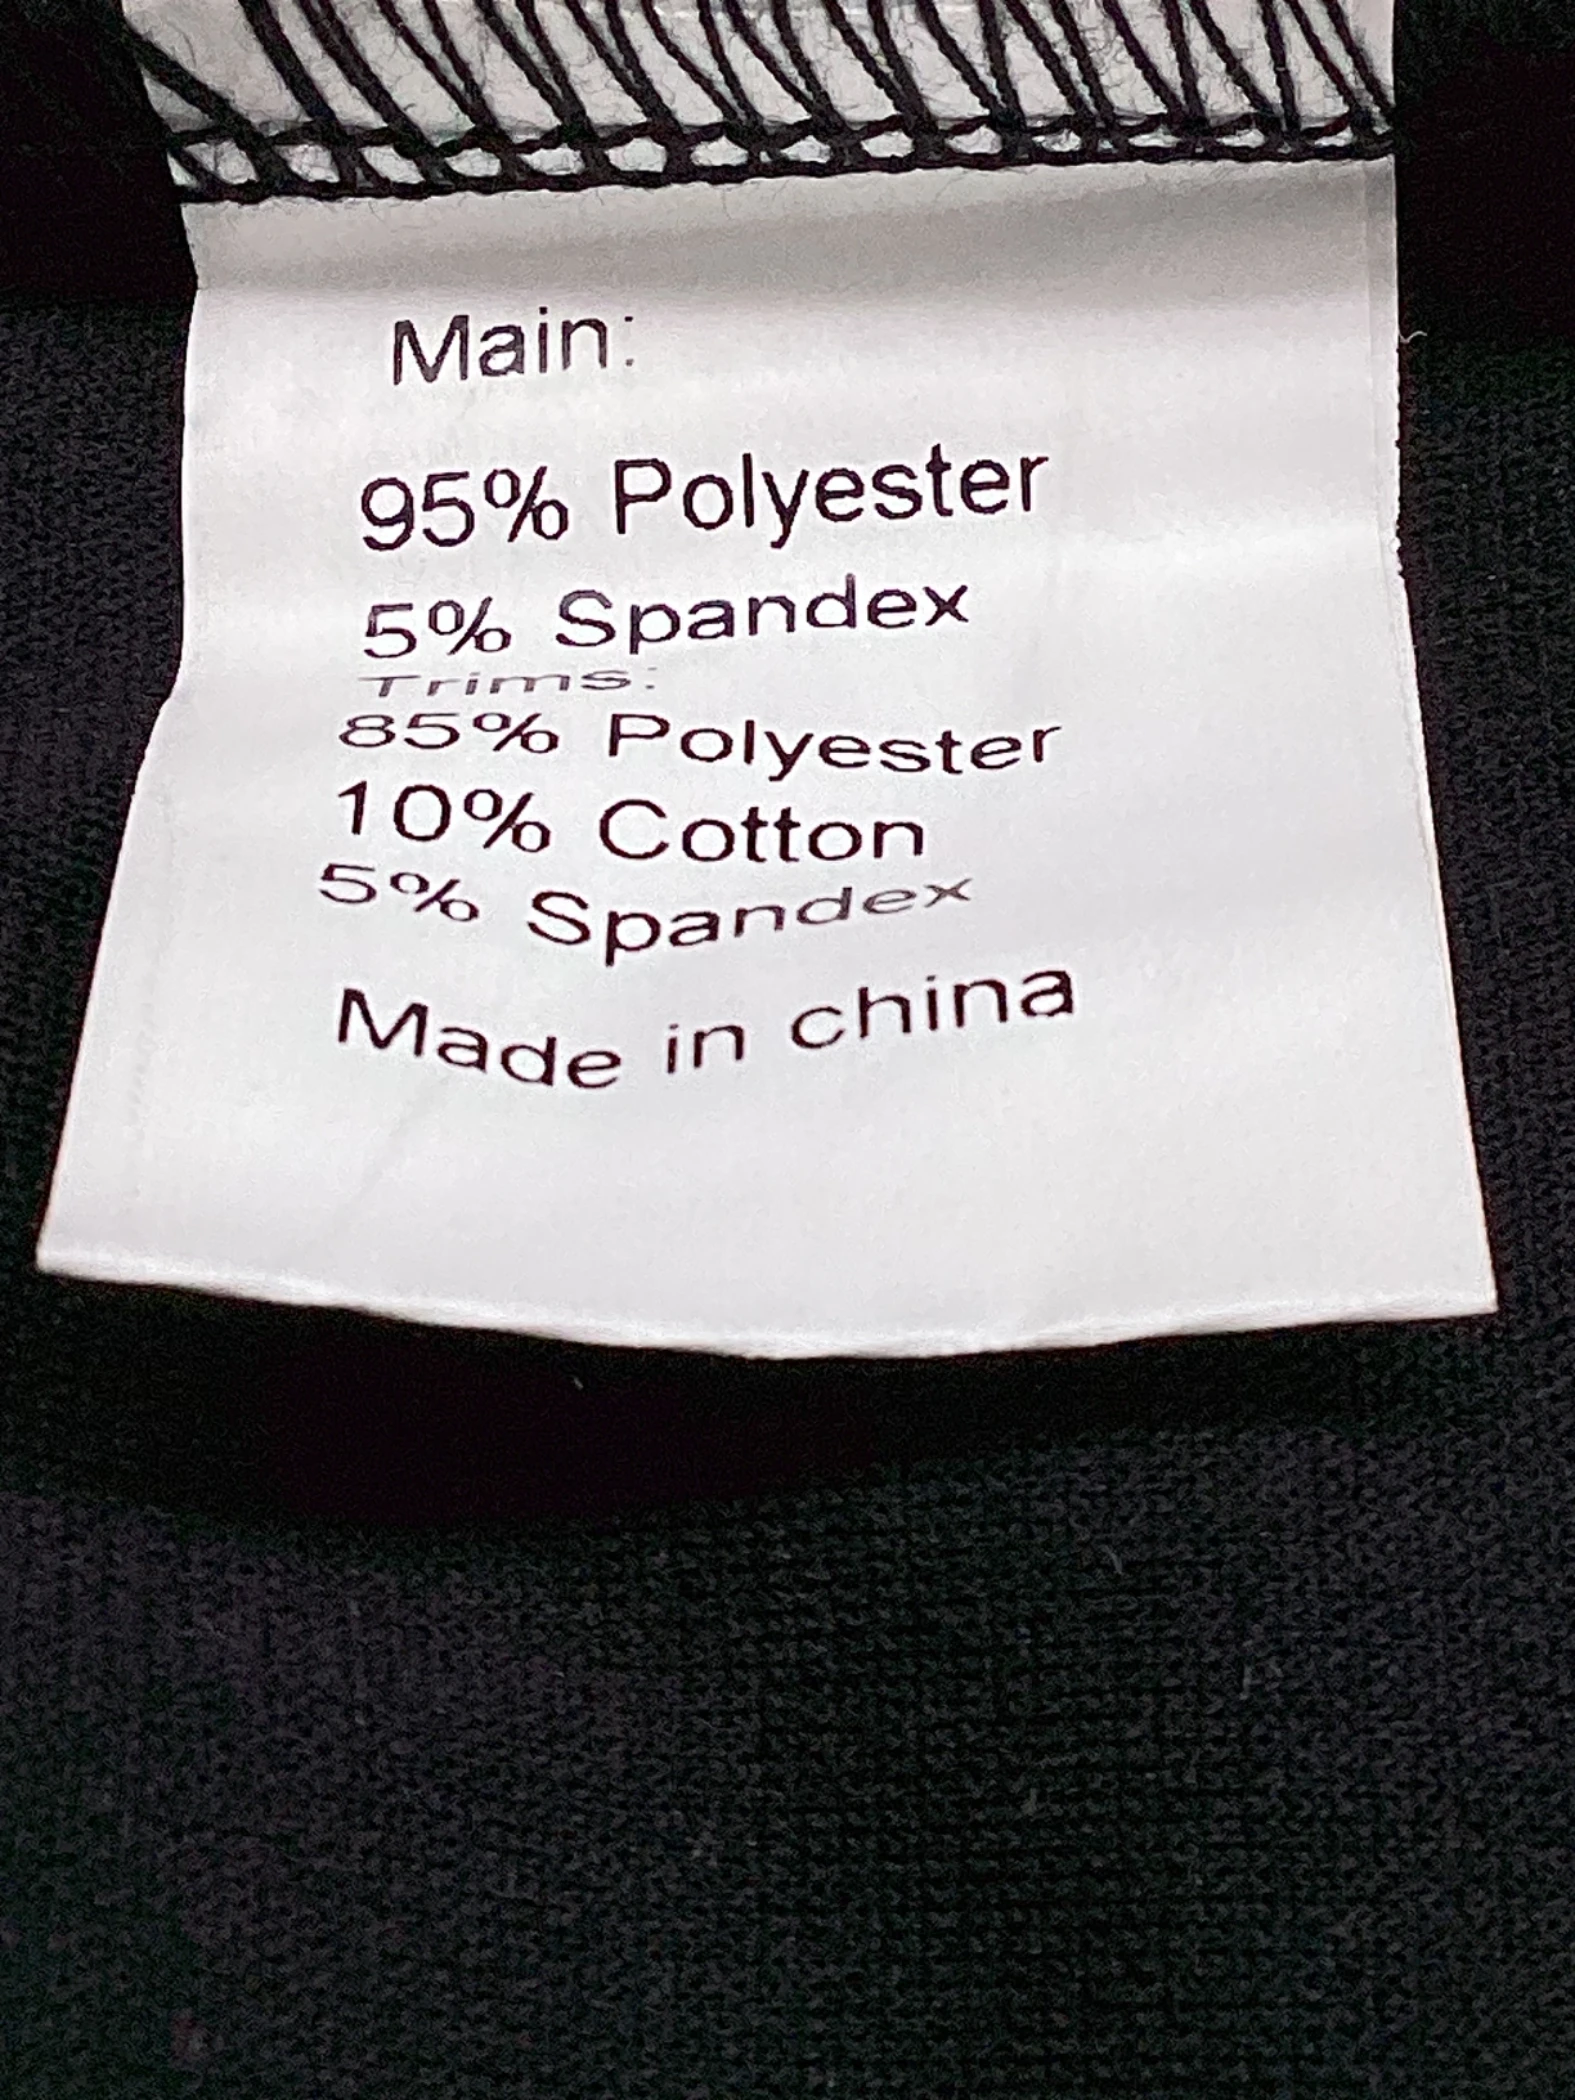 Main:
95% Polyester
5% Spandex
Trims:
85% Polyester
10% Cotton
5% Spandex
Made in china